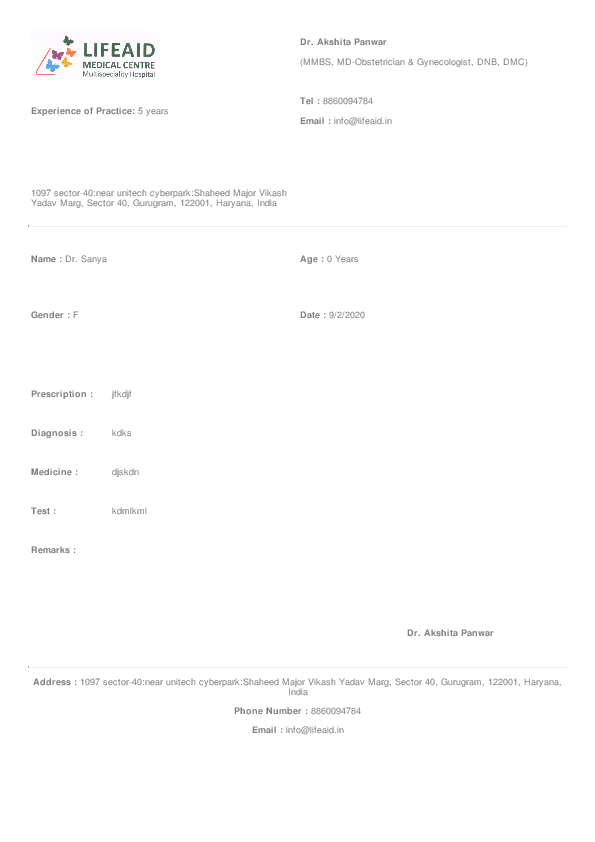 LIFEAID
MEDICAL CENTRE
Multispeciality Hospital
Experience of Practice: 5 years
Dr. Akshita Panwar
(MMBS, MD-Obstetrician & Gynecologist, DNB, DMC)
Tel : 8860094784
Email : info@lifeaid.in
1097 sector-40:near unitech cyberpark:Shaheed Major Vikash
Yadav Marg, Sector 40, Gurugram, 122001, Haryana, India
Name : Dr. Sanya
Age : 0 Years
Gender : F
Date : 9/2/2020
Prescription : jfkdjf
Diagnosis : kdks
Medicine : djskdn
Test : kdmlkml
Remarks :
Dr. Akshita Panwar
Address : 1097 sector-40:near unitech cyberpark:Shaheed Major Vikash Yadav Marg, Sector 40, Gurugram, 122001, Haryana,
India
Phone Number : 8860094784
Email : info@lifeaid.in